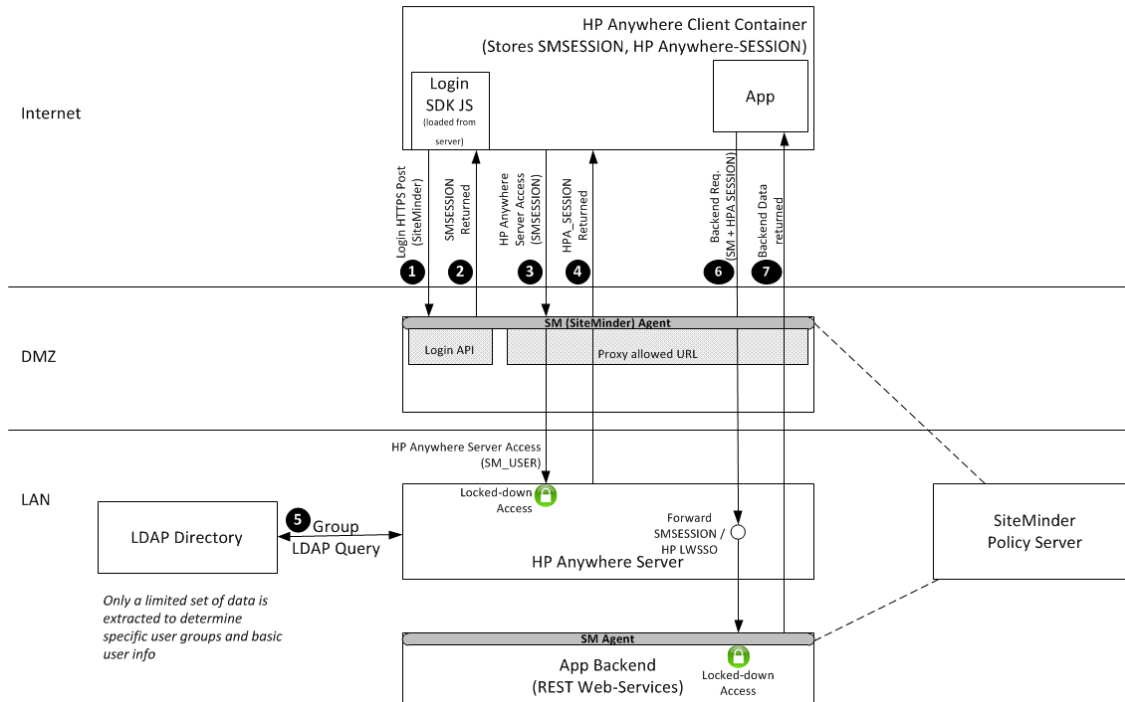 HP Anywhere Client Container
(Stores SMSESSION, HP Anywhere-SESSION)
Login
SDK JS
(loaded from
server)
App
Internet
Login HTTPS Post
(SiteMinder)
SMSESSION
Returned
HP Anywhere
Server Access
(SMSESSION)
HPA_SESSION
Returned
Backend Req.
(SM + HPA SESSION)
Backend Data
returned
1
2
3
4
6
7
SM (SiteMinder) Agent
Login API
Proxy allowed URL
DMZ
HP Anywhere Server Access
(SM_USER)
LAN
Locked-down
Access
5
Group
LDAP Query
LDAP Directory
Forward
SMSESSION /
HP LWSSO
HP Anywhere Server
SiteMinder
Policy Server
Only a limited set of data is
extracted to determine
specific user groups and basic
user info
SM Agent
App Backend
(REST Web-Services)
Locked-down
Access